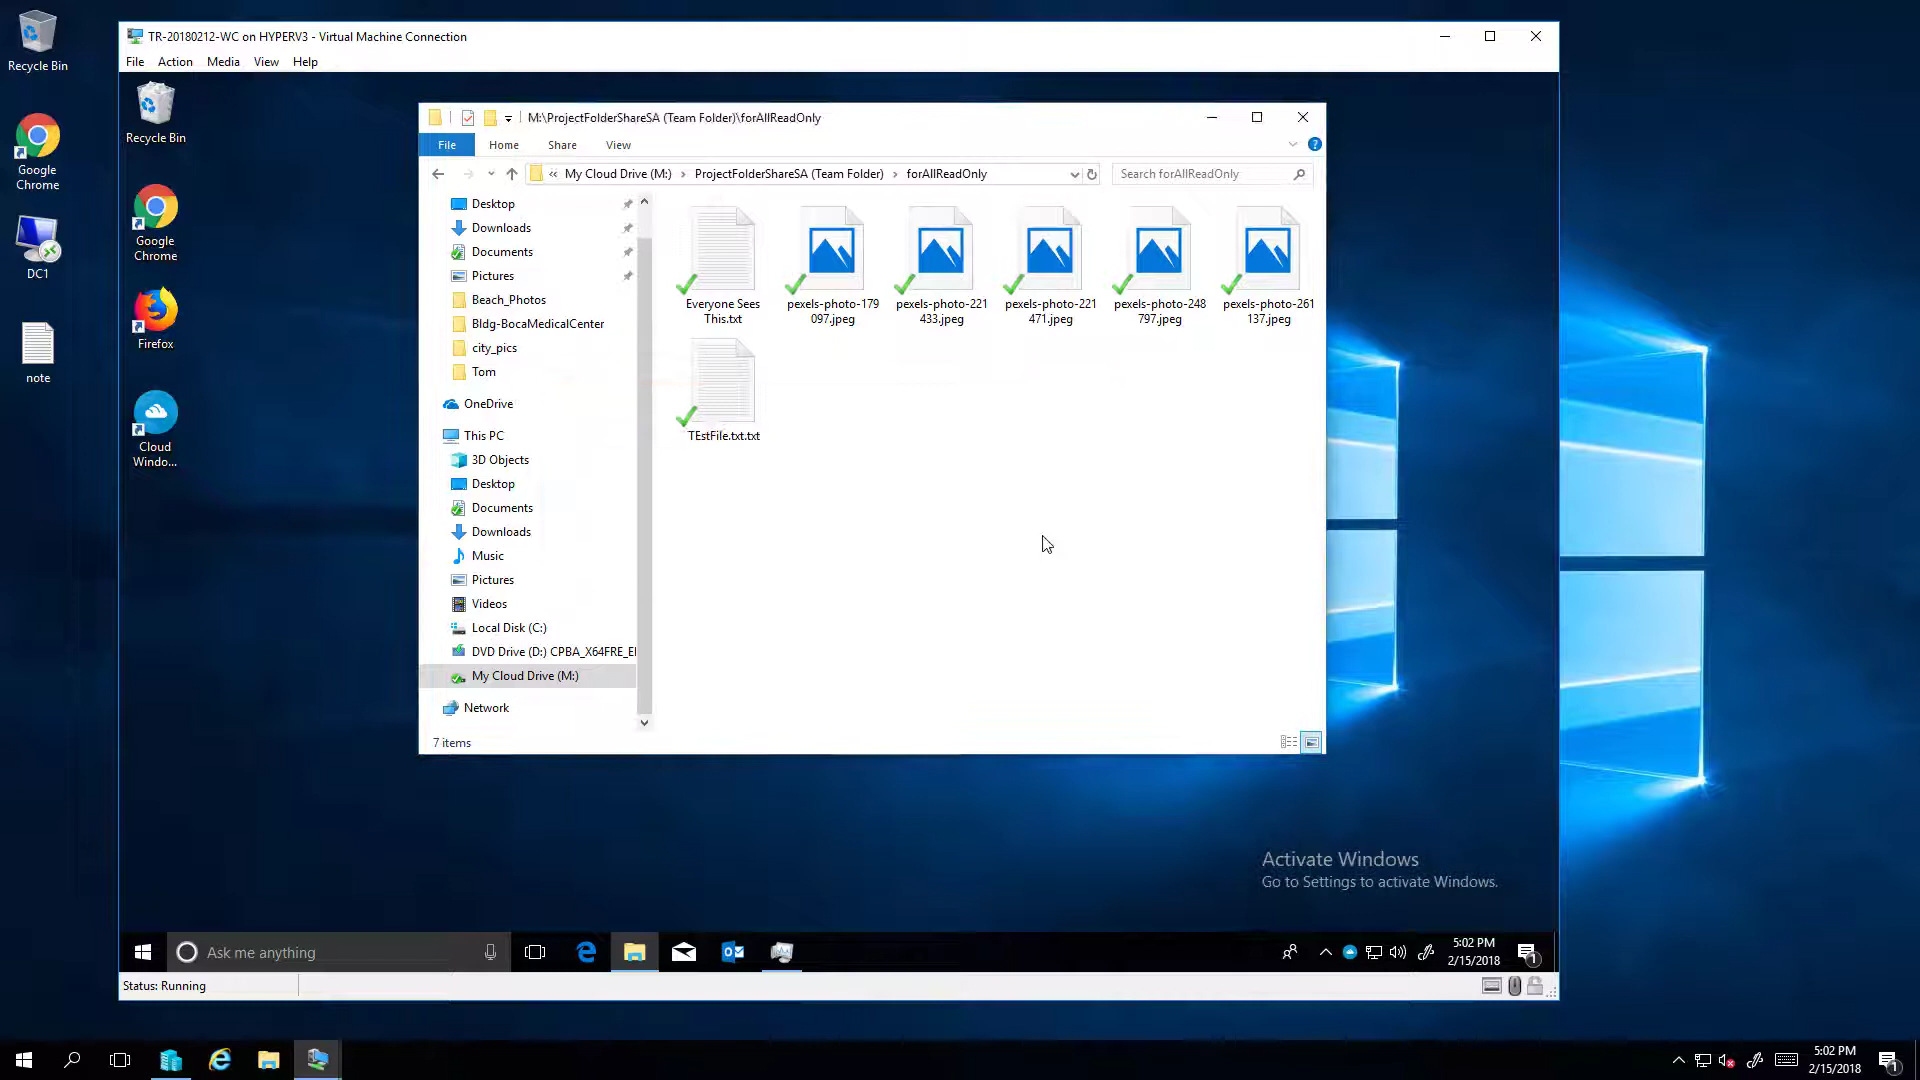 Recycle Bin
Google
Chrome
DC1
note
TR-20180212-WC on HYPERV3 - Virtual Machine Connection
File Action Media View Help
Recycle Bin
Google
Chrome
Firefox
Cloud
Windo...
M:\ProjectFolderShareSA (Team Folder)\forAllReadOnly
File Home Share View
« My Cloud Drive (M:) › ProjectFolderShareSA (Team Folder) › forAllReadOnly
Search forAllReadOnly
Desktop
Downloads
Documents
Pictures
Beach_Photos
Bldg-BocaMedicalCenter
city_pics
Tom
OneDrive
This PC
3D Objects
Desktop
Documents
Downloads
Music
Pictures
Videos
Local Disk (C:)
DVD Drive (D:) CPBA_X64FRE_E
My Cloud Drive (M:)
Network
Everyone Sees
This.txt
pexels-photo-179
097.jpeg
pexels-photo-221
433.jpeg
pexels-photo-221
471.jpeg
pexels-photo-248
797.jpeg
pexels-photo-261
137.jpeg
TEstFile.txt.txt
7 items
Activate Windows
Go to Settings to activate Windows.
Ask me anything
5:02 PM
2/15/2018
1
Status: Running
5:02 PM
2/15/2018
1